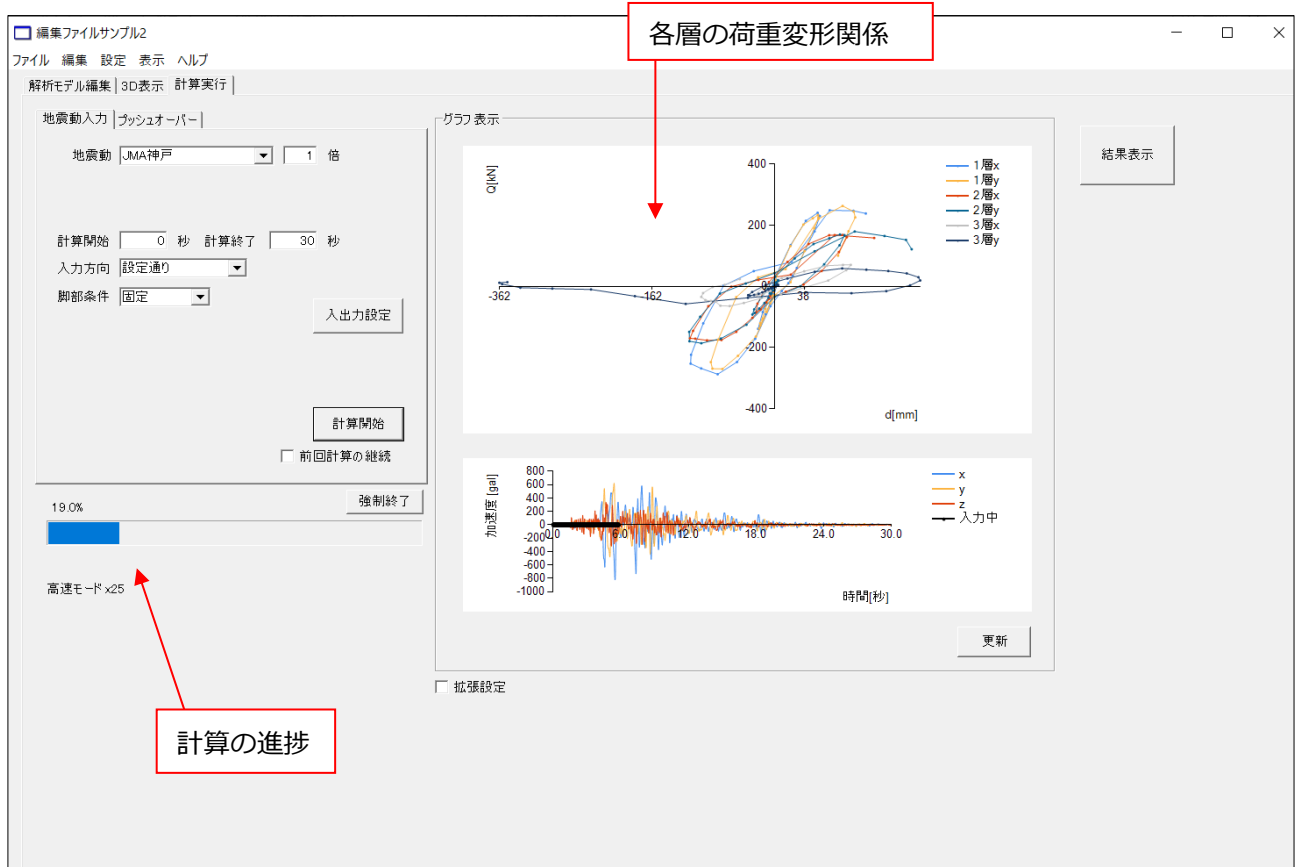 各層の荷重変形関係
編集ファイルサンプル2
ファイル 編集 設定 表示 ヘルプ
解析モデル編集 3D表示 計算実行
地震動入力 プッシュオーバー
地震動 JMA神戸 1 倍
計算開始 0 秒 計算終了 30 秒
入力方向 設定通り
脚部条件 固定
入出力設定
計算開始
前回計算の継続
19.0%
強制終了
高速モード x25
計算の進捗
グラフ表示
Q[kN]
400
200
0
-200
-400
-362 -162 38
d[mm]
1層x
1層y
2層x
2層y
3層x
3層y
加速度 [gal]
800
600
400
200
0
-200
-400
-600
-800
-1000
0.0 6.0 12.0 18.0 24.0 30.0
時間[秒]
x
y
z
入力中
更新
拡張設定
結果表示